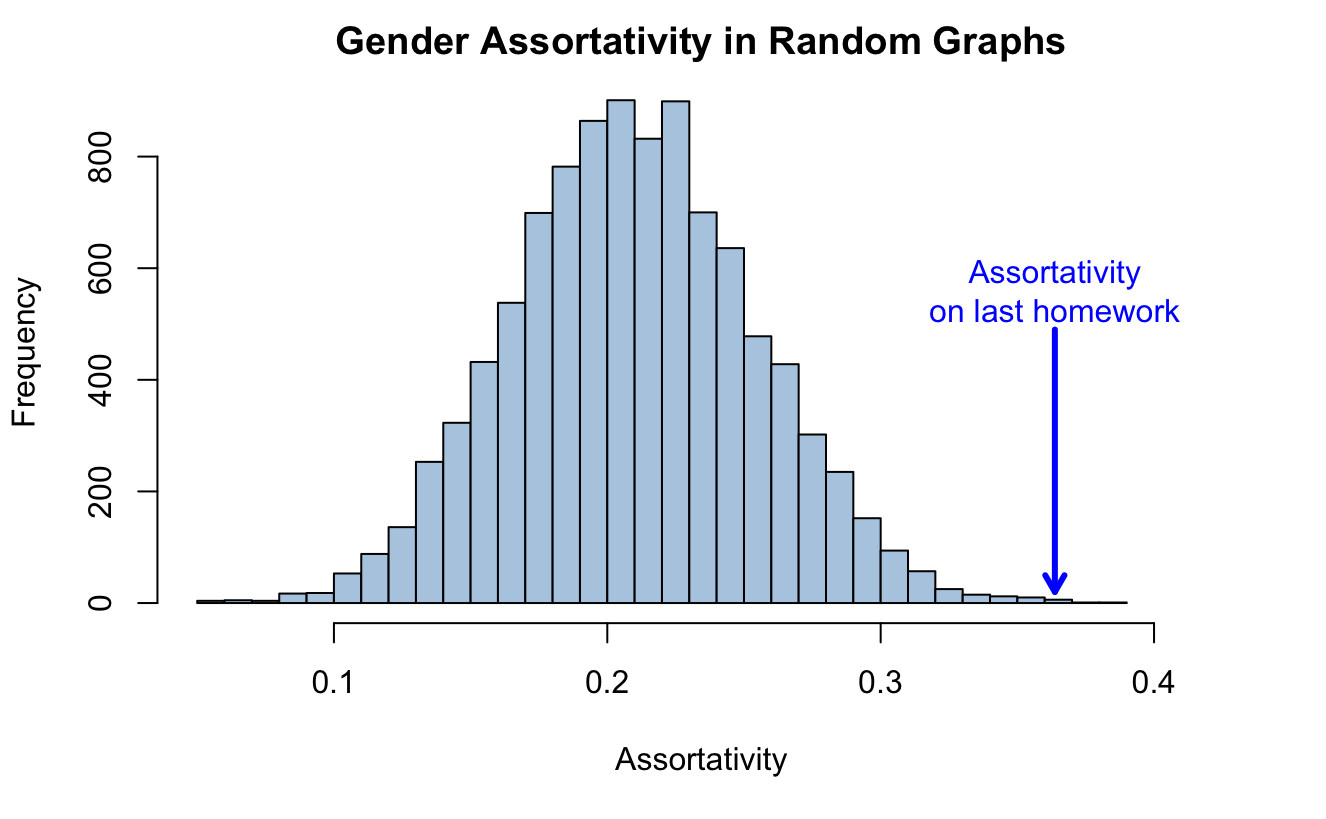 Gender Assortativity in Random Graphs
Frequency
800
600
400
200
0
Assortativity
on last homework
0.1 0.2 0.3 0.4
Assortativity